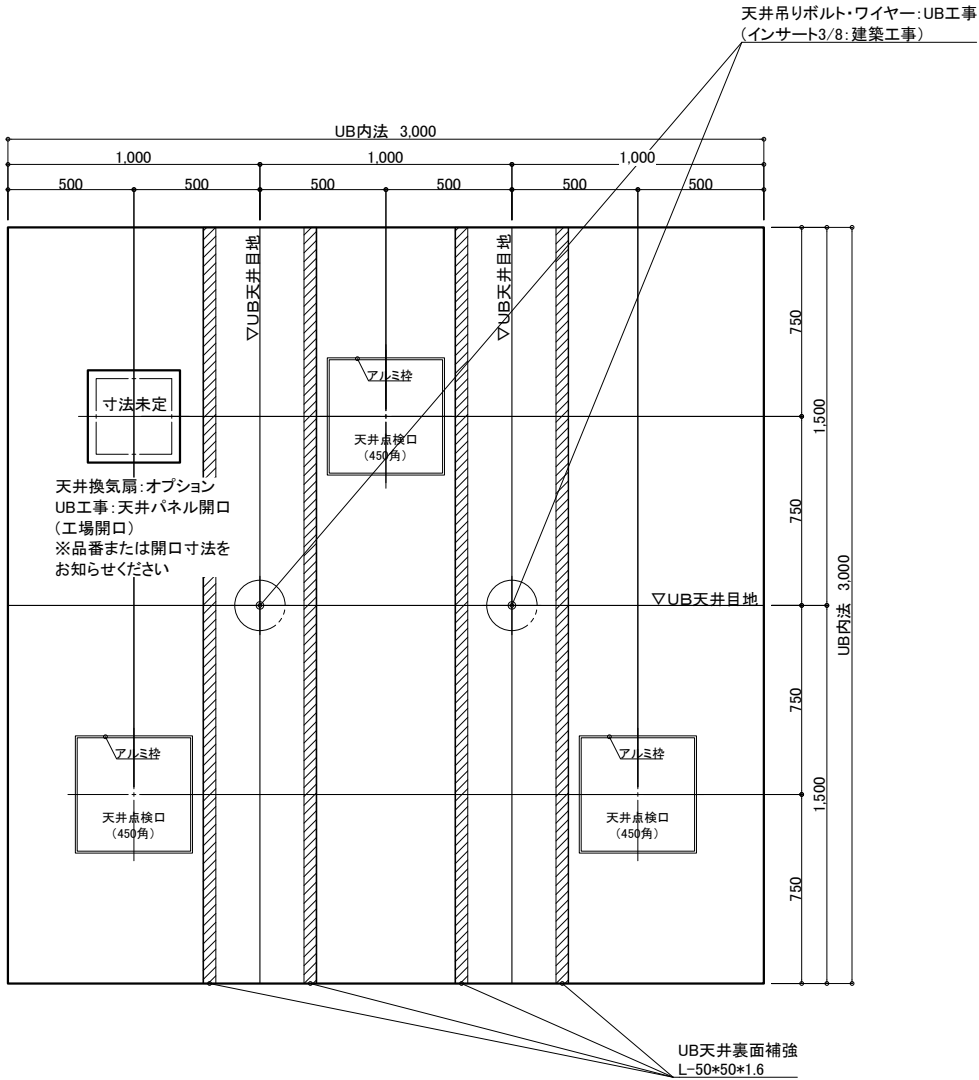 天井吊りボルト・ワイヤー：UB工事
（インサート3/8：建築工事）
UB内法 3,000
1,000
1,000
1,000
500
500
500
500
500
500
▽UB天井目地
▽UB天井目地
750
アルミ枠
寸法未定
天井点検口
（450角）
1,500
天井換気扇：オプション
UB工事：天井パネル開口
（工場開口）
※品番または開口寸法を
お知らせください
750
▽UB天井目地
UB内法 3,000
750
アルミ枠
アルミ枠
天井点検口
（450角）
天井点検口
（450角）
1,500
750
UB天井裏面補強
L-50*50*1.6